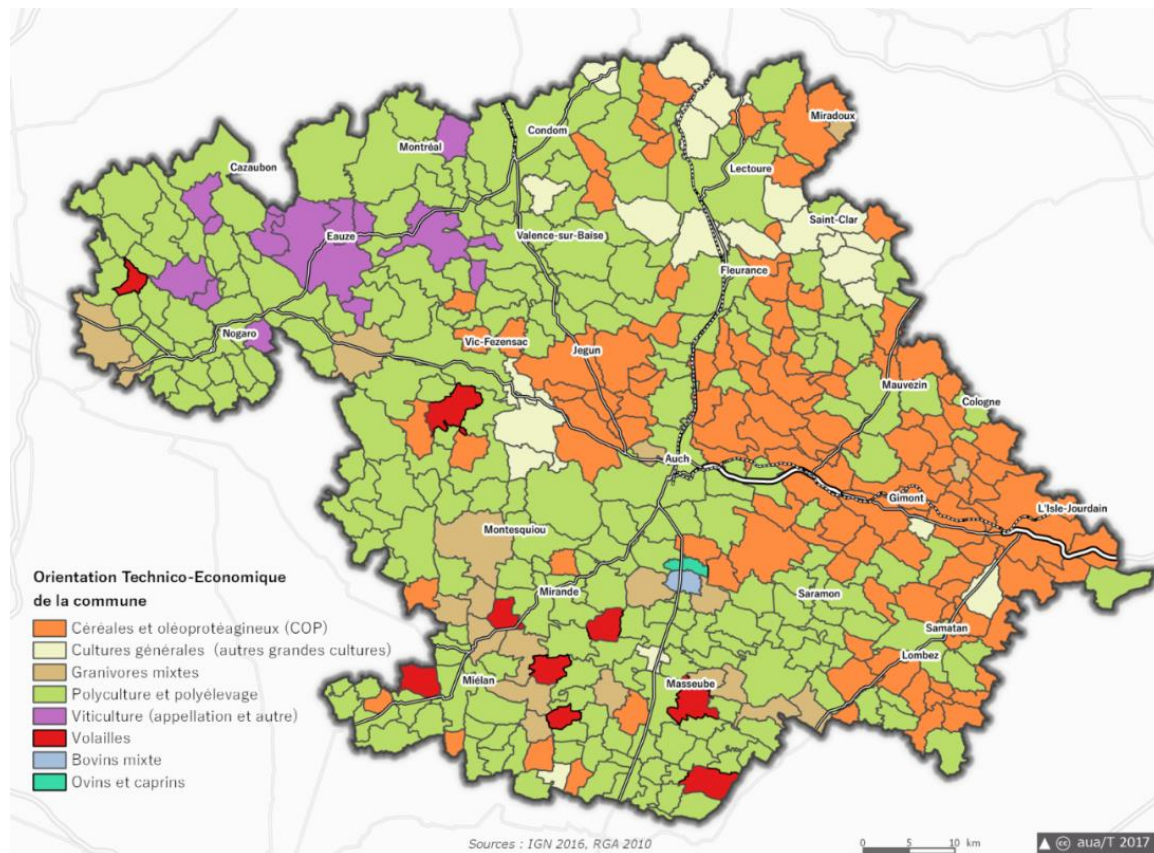 Miradoux
Condom
Montréal
Lectoure
Cazaubon
Saint-Clar
Eauze
Valence-sur-Baïse
Fleurance
Nogaro
Vic-Fezensac
Jegun
Mauvezin
Cologne
Auch
Gimont
L'Isle-Jourdain
Montesquiou
Mirande
Saramon
Samatan
Lombez
Miélan
Masseube
Orientation Technico-Economique
de la commune
Céréales et oléoprotéagineux (COP)
Cultures générales (autres grandes cultures)
Granivores mixtes
Polyculture et polyélevage
Viticulture (appellation et autre)
Volailles
Bovins mixte
Ovins et caprins
Sources : IGN 2016, RGA 2010
0 5 10 km
cc aua/T 2017